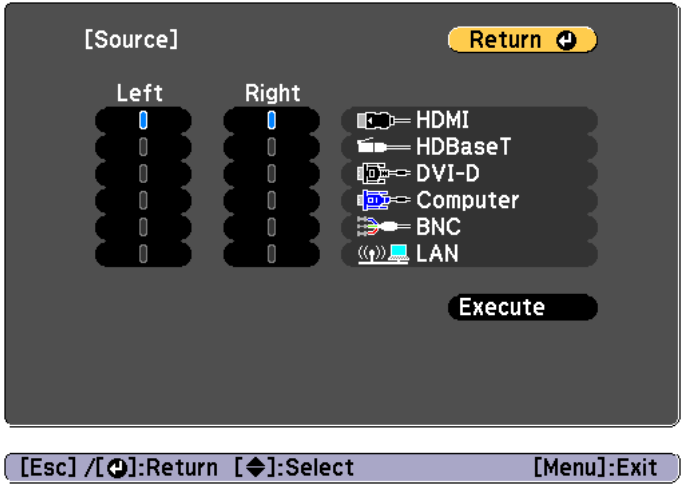 [Source]
Return
Left Right
HDMI
HDBaseT
DVI-D
Computer
BNC
LAN
Execute
[Esc] /[⏎]:Return [◆]:Select [Menu]:Exit